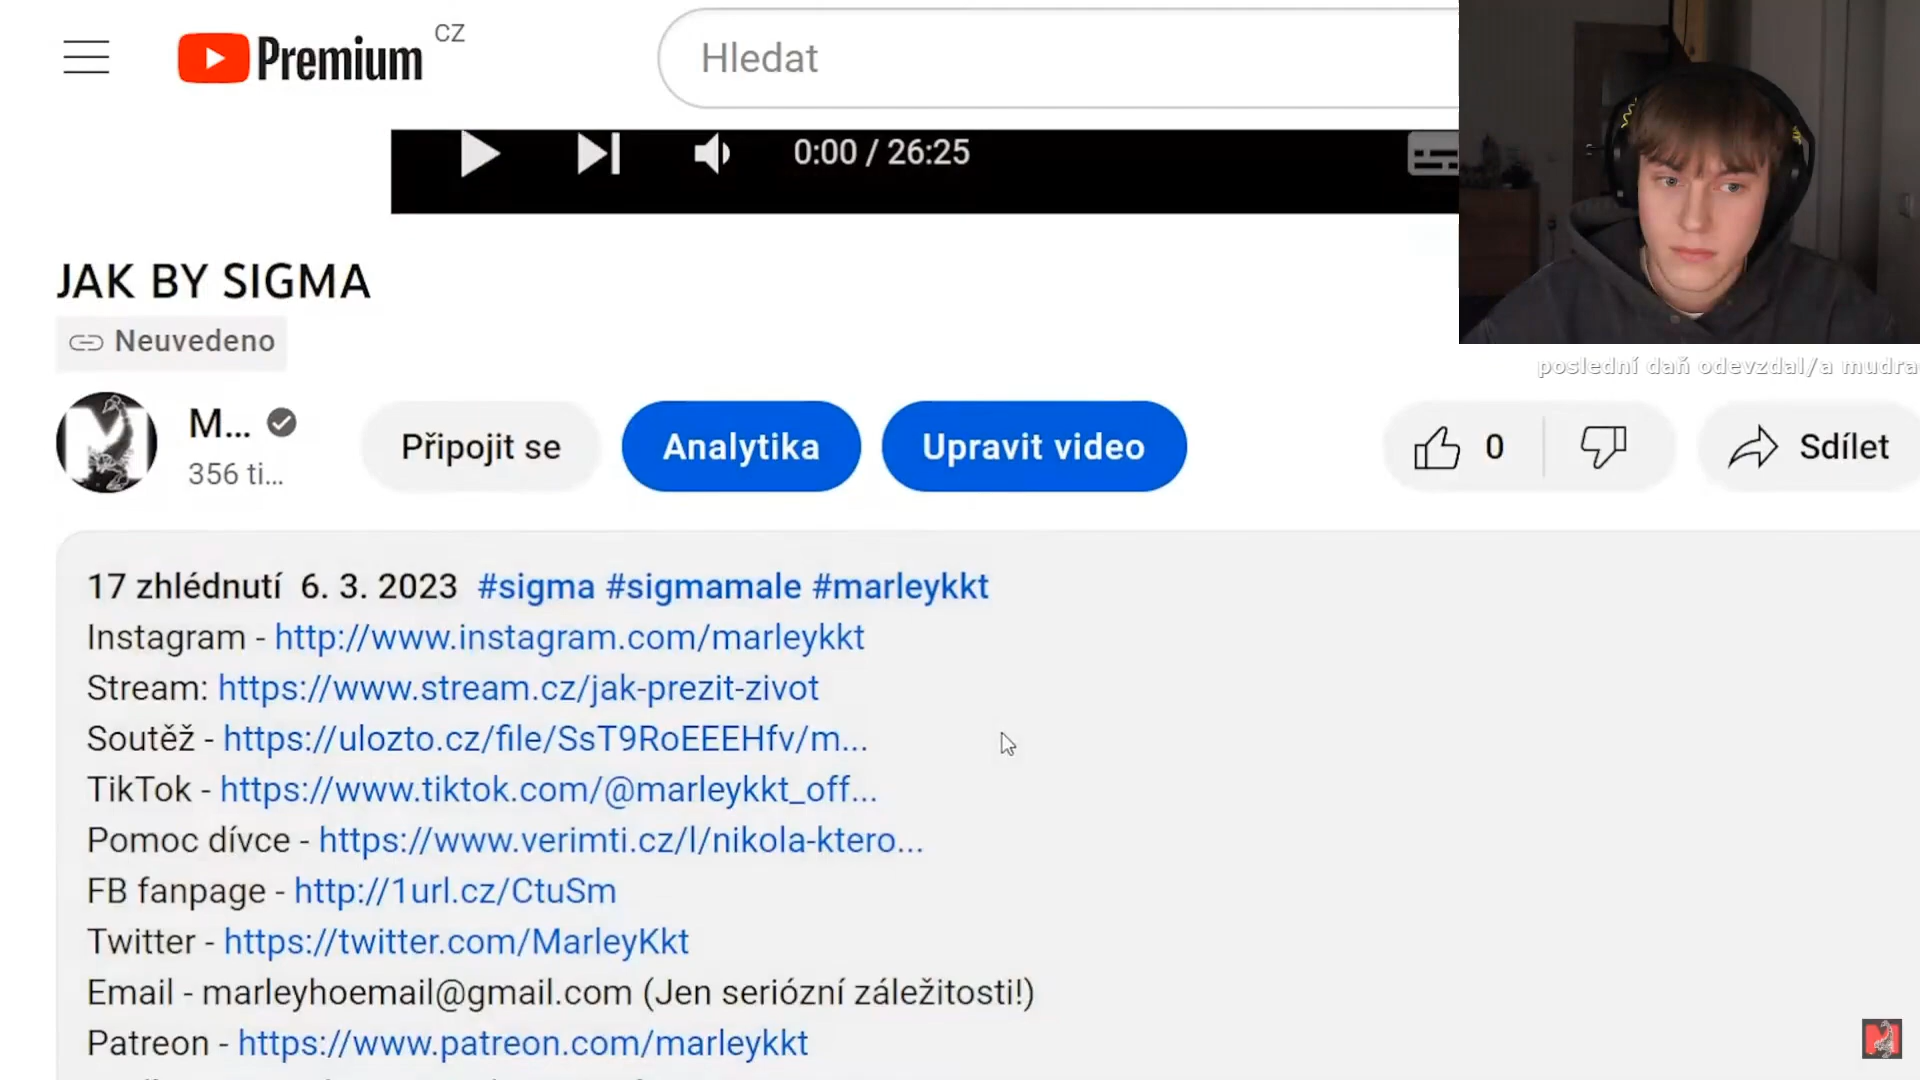 Premium CZ
Hledat
0:00 / 26:25
JAK BY SIGMA
Neuvedeno
poslední daň odevzdal/a mudra
M...
356 ti...
Připojit se
Analytika
Upravit video
0
Sdílet
17 zhlédnutí 6. 3. 2023 #sigma #sigmamale #marleykkt
Instagram - http://www.instagram.com/marleykkt
Stream: https://www.stream.cz/jak-prezit-zivot
Soutěž - https://ulozto.cz/file/SsT9RoEEEHfv/m...
TikTok - https://www.tiktok.com/@marleykkt_off...
Pomoc dívce - https://www.verimti.cz/l/nikola-ktero...
FB fanpage - http://1url.cz/CtuSm
Twitter - https://twitter.com/MarleyKkt
Email - marleyhoemail@gmail.com (Jen seriózní záležitosti!)
Patreon - https://www.patreon.com/marleykkt